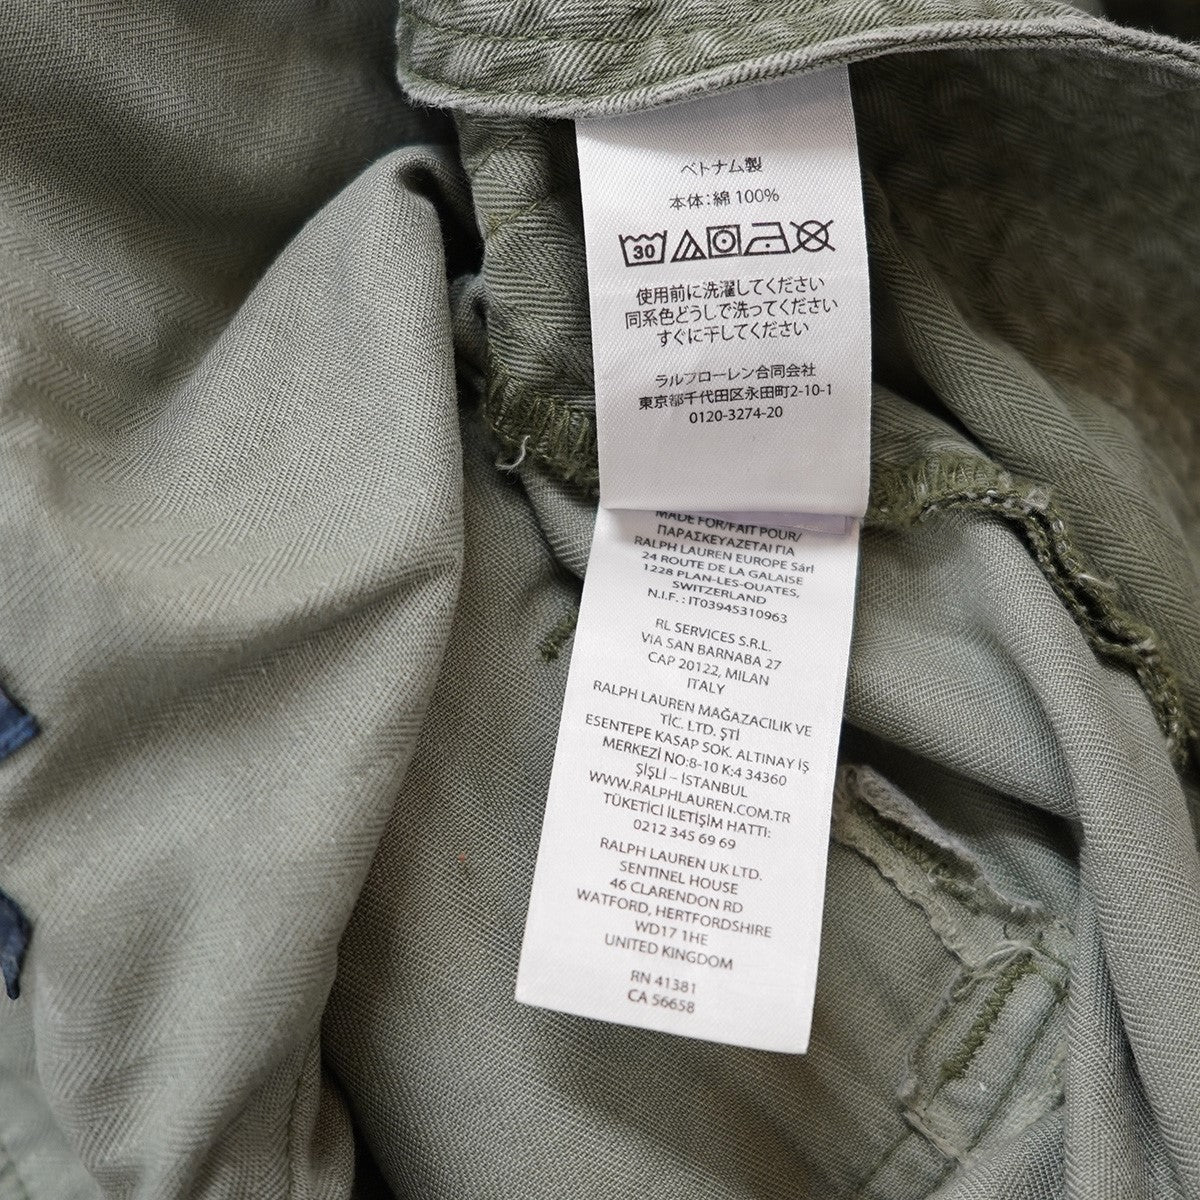 ベトナム製
本体：綿 100%
30
使用前に洗濯してください
同系色どうしで洗ってください
すぐに干してください
ラルフローレン合同会社
東京都千代田区永田町2-10-1
0120-3274-20
MADE FOR/FAIT POUR/
ΠΑΡΑΣΚΕΥΑΖΕΤΑΙ ΓΙΑ
RALPH LAUREN EUROPE Sárl
24 ROUTE DE LA GALAISE
1228 PLAN-LES-OUATES,
SWITZERLAND
N.I.F. : IT03945310963
RL SERVICES S.R.L.
VIA SAN BARNABA 27
CAP 20122, MILAN
ITALY
RALPH LAUREN MAĞAZACILIK VE
TİC. LTD. ŞTİ
ESENTEPE KASAP SOK. ALTINAY İŞ
MERKEZİ NO:8-10 K:4 34360
ŞİŞLİ – İSTANBUL
WWW.RALPHLAUREN.COM.TR
TÜKETİCİ İLETİŞİM HATTI:
0212 345 69 69
RALPH LAUREN UK LTD.
SENTINEL HOUSE
46 CLARENDON RD
WATFORD, HERTFORDSHIRE
WD17 1HE
UNITED KINGDOM
RN 41381
CA 56658